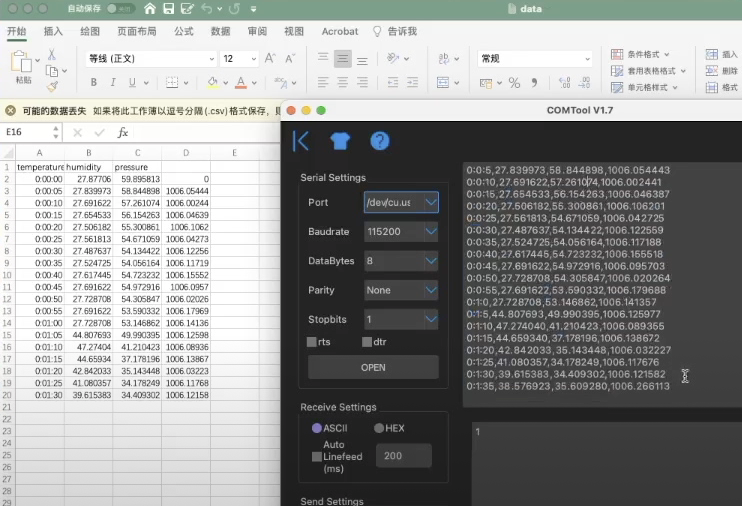 自动保存
data
开始 插入 绘图 页面布局 公式 数据 审阅 视图 Acrobat 告诉我
粘贴
等线 (正文) 12
B I U
常规
条件格式
套用表格格式
单元格样式
插入
删除
格式
可能的数据丢失 如果将此工作簿以逗号分隔(.csv)格式保存,
E16 fx
A B C D E
1 temperature humidity pressure
2 0:00:00 27.87706 59.895813 0
3 0:00:05 27.839973 58.844898 1006.05444
4 0:00:10 27.691622 57.261074 1006.00244
5 0:00:15 27.654533 56.154263 1006.04639
6 0:00:20 27.506182 55.300861 1006.1062
7 0:00:25 27.561813 54.671059 1006.04273
8 0:00:30 27.487637 54.134422 1006.12256
9 0:00:35 27.524725 54.056164 1006.11719
10 0:00:40 27.617445 54.723232 1006.15552
11 0:00:45 27.691622 54.972916 1006.0957
12 0:00:50 27.728708 54.305847 1006.02026
13 0:00:55 27.691622 53.590332 1006.17969
14 0:01:00 27.728708 53.146862 1006.14136
15 0:01:05 44.807693 49.990395 1006.12598
16 0:01:10 47.27404 41.210423 1006.08936
17 0:01:15 44.65934 37.178196 1006.13867
18 0:01:20 42.842033 35.143448 1006.03223
19 0:01:25 41.080357 34.178249 1006.11768
20 0:01:30 39.615383 34.409302 1006.12158
21
22
23
24
25
26
27
28
29
COMTool V1.7
Serial Settings
Port /dev/cu.us
Baudrate 115200
DataBytes 8
Parity None
Stopbits 1
rts dtr
OPEN
Receive Settings
ASCII HEX
Auto
Linefeed
(ms)
200
Send Settings
0:0:5,27.839973,58.844898,1006.054443
0:0:10,27.691622,57.261074,1006.002441
0:0:15,27.654533,56.154263,1006.046387
0:0:20,27.506182,55.300861,1006.106201
0:0:25,27.561813,54.671059,1006.042725
0:0:30,27.487637,54.134422,1006.122559
0:0:35,27.524725,54.056164,1006.117188
0:0:40,27.617445,54.723232,1006.155518
0:0:45,27.691622,54.972916,1006.095703
0:0:50,27.728708,54.305847,1006.020264
0:0:55,27.691622,53.590332,1006.179688
0:1:0,27.728708,53.146862,1006.141357
0:1:5,44.807693,49.990395,1006.125977
0:1:10,47.274040,41.210423,1006.089355
0:1:15,44.659340,37.178196,1006.138672
0:1:20,42.842033,35.143448,1006.032227
0:1:25,41.080357,34.178249,1006.117676
0:1:30,39.615383,34.409302,1006.121582
0:1:35,38.576923,35.609280,1006.266113
1